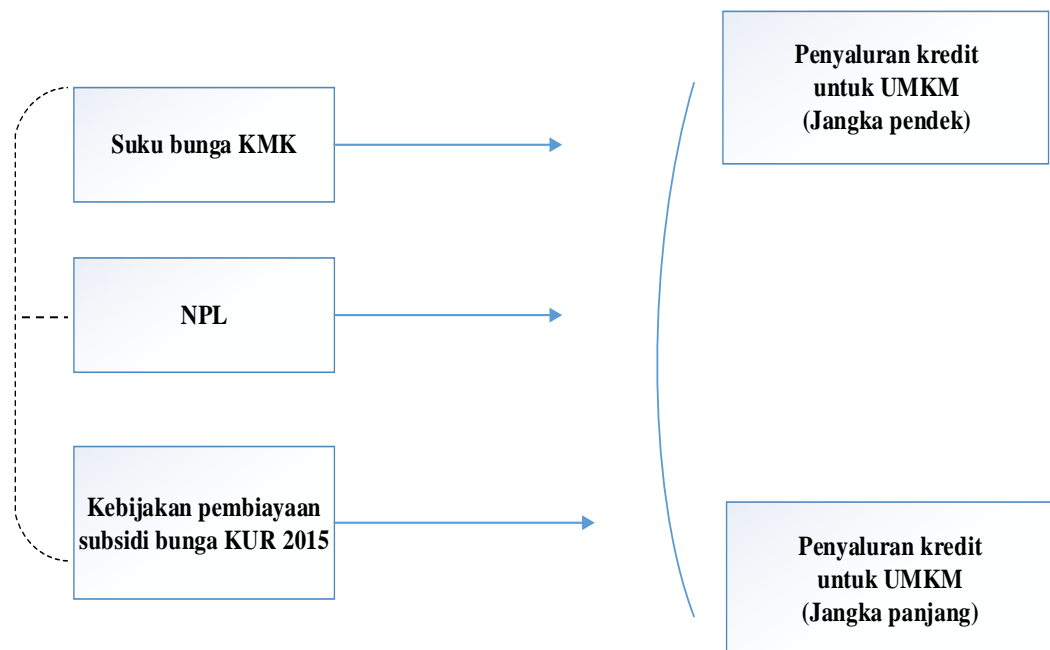 Suku bunga KMK
NPL
Kebijakan pembiayaan
subsidi bunga KUR 2015
Penyaluran kredit
untuk UMKM
(Jangka pendek)
Penyaluran kredit
untuk UMKM
(Jangka panjang)